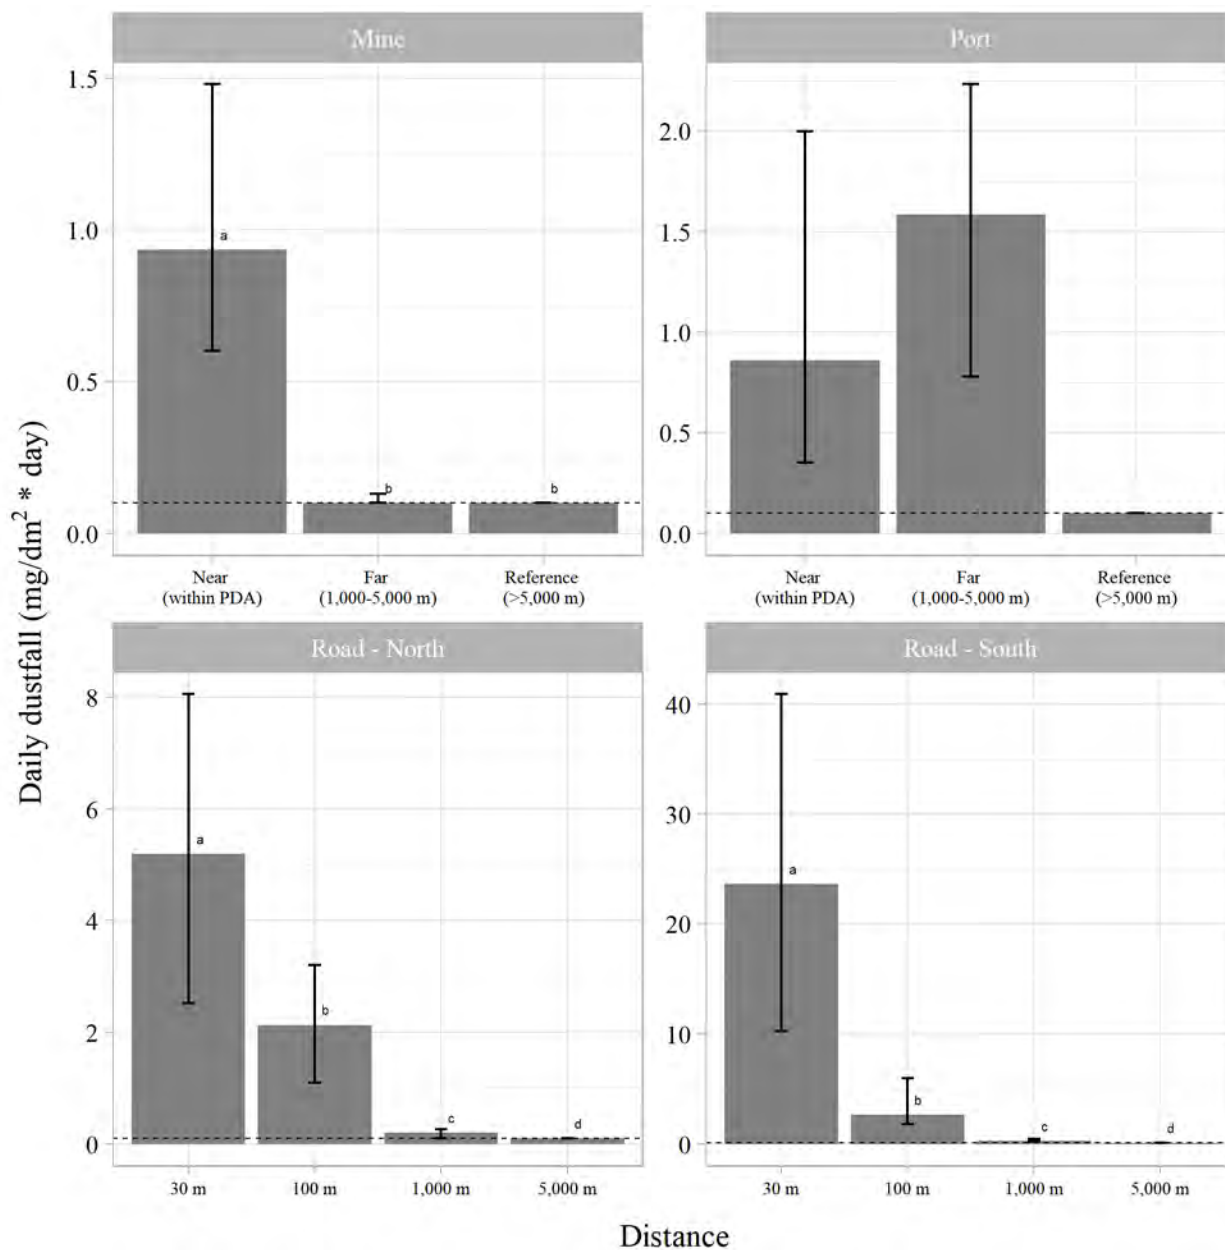 Mine
Port
Daily dustfall (mg/dm² * day)
1.5
1.0
0.5
0.0
a
b
b
2.0
1.5
1.0
0.5
0.0
Near
(within PDA)
Far
(1,000-5,000 m)
Reference
(>5,000 m)
Near
(within PDA)
Far
(1,000-5,000 m)
Reference
(>5,000 m)
Road - North
Road - South
8
6
4
2
0
a
b
c
d
40
30
20
10
0
a
b
c
d
30 m
100 m
1,000 m
5,000 m
30 m
100 m
1,000 m
5,000 m
Distance